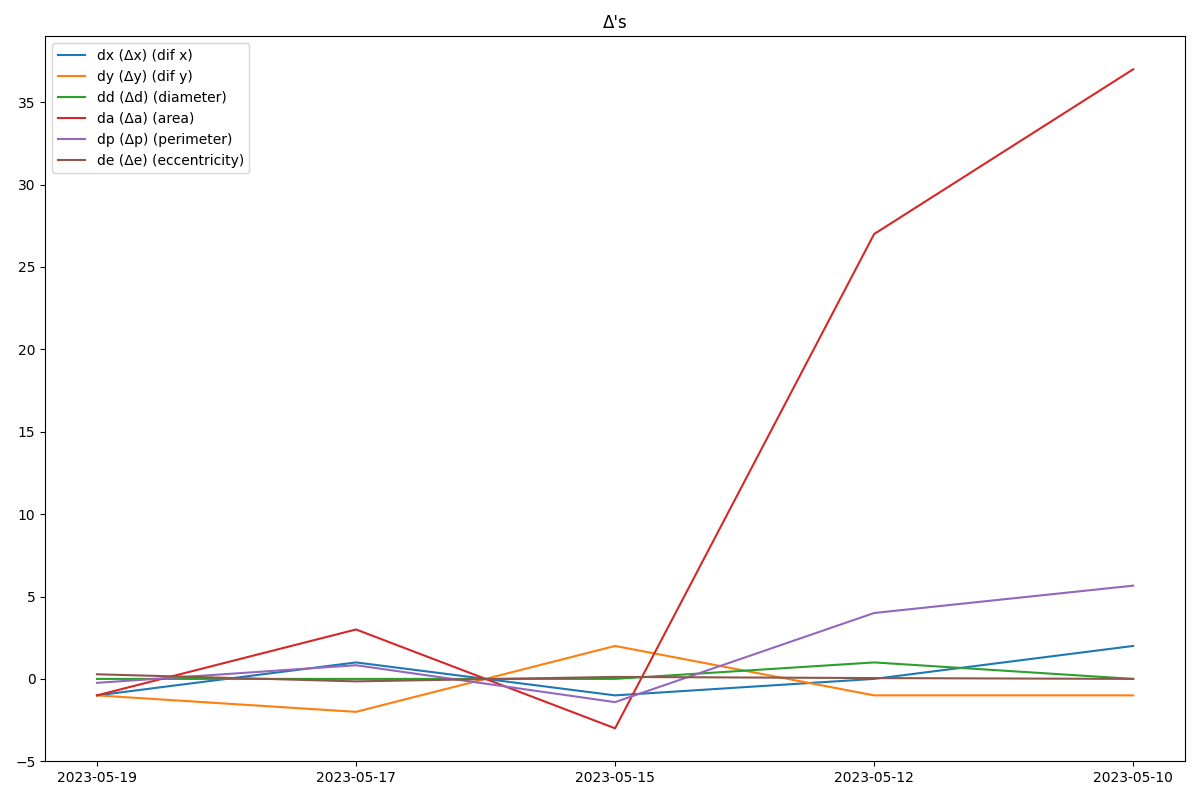 Δ's
dx (Δx) (dif x)
dy (Δy) (dif y)
dd (Δd) (diameter)
da (Δa) (area)
dp (Δp) (perimeter)
de (Δe) (eccentricity)
35
30
25
20
15
10
5
0
−5
2023-05-19 2023-05-17 2023-05-15 2023-05-12 2023-05-10